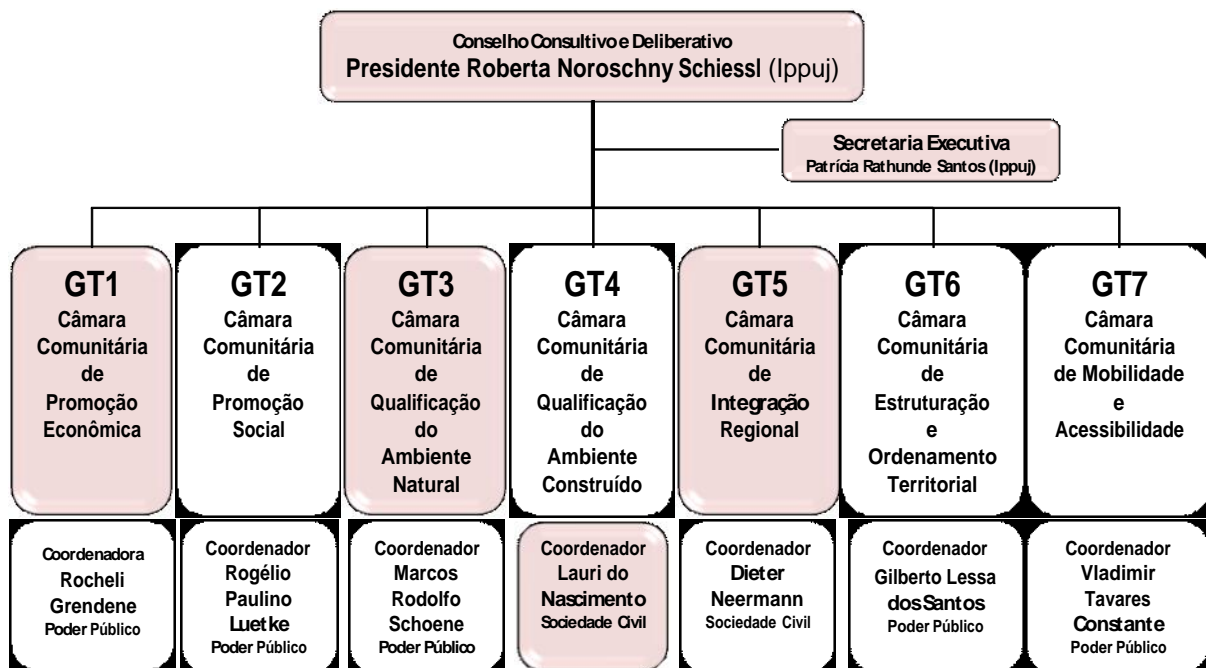 Conselho Consultivo e Deliberativo
Presidente Roberta Noroschny Schiessl (Ippuj)
Secretaria Executiva
Patrícia Rathunde Santos (Ippuj)
GT1
Câmara
Comunitária
de
Promoção
Econômica
GT2
Câmara
Comunitária
de
Promoção
Social
GT3
Câmara
Comunitária
de
Qualificação
do
Ambiente
Natural
GT4
Câmara
Comunitária
de
Qualificação
do
Ambiente
Construído
GT5
Câmara
Comunitária
de
Integração
Regional
GT6
Câmara
Comunitária
de
Estruturação
e
Ordenamento
Territorial
GT7
Câmara
Comunitária
de Mobilidade
e
Acessibilidade
Coordenadora
Rocheli
Grendene
Poder Público
Coordenador
Rogélio
Paulino
Luetke
Poder Público
Coordenador
Marcos
Rodolfo
Schoene
Poder Público
Coordenador
Lauri do
Nascimento
Sociedade Civil
Coordenador
Dieter
Neermann
Sociedade Civil
Coordenador
Gilberto Lessa
dos Santos
Poder Público
Coordenador
Vladimir
Tavares
Constante
Poder Público